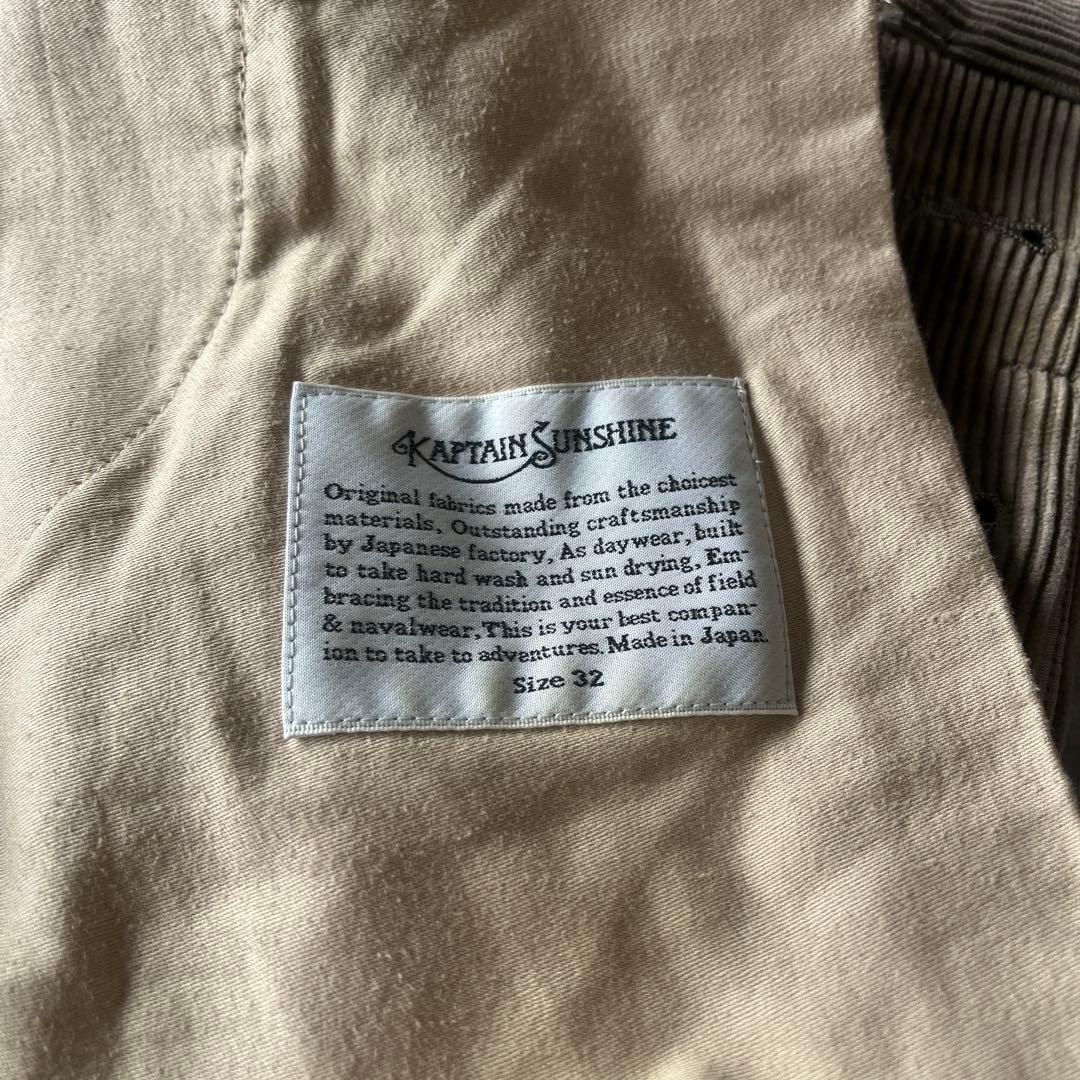 KAPTAIN SUNSHINE
Original fabrics made from the choicest
materials. Outstanding craftsmanship
by Japanese factory. As day wear, built
to take hard wash and sun drying. Em-
bracing the tradition and essence of field
& navalwear. This is your best compan-
ion to take to adventures. Made in Japan.
Size 32